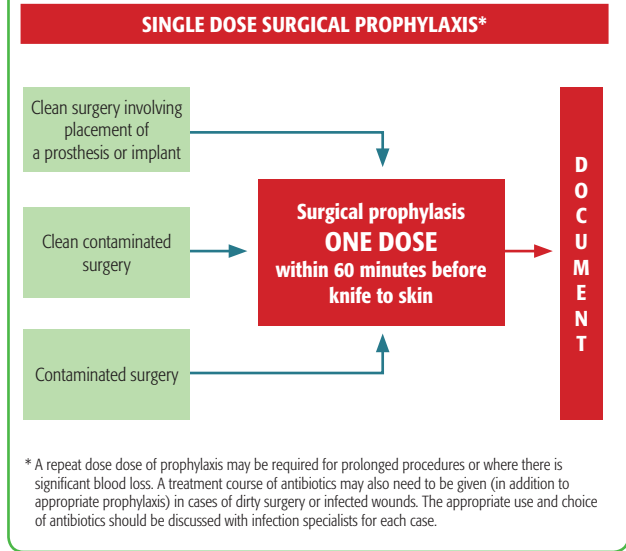 SINGLE DOSE SURGICAL PROPHYLAXIS*
Clean surgery involving
placement of
a prosthesis or implant
Clean contaminated
surgery
Contaminated surgery
Surgical prophylasis
ONE DOSE
within 60 minutes before
knife to skin
D
O
C
U
M
E
N
T
* A repeat dose dose of prophylaxis may be required for prolonged procedures or where there is
significant blood loss. A treatment course of antibiotics may also need to be given (in addition to
appropriate prophylaxis) in cases of dirty surgery or infected wounds. The appropriate use and choice
of antibiotics should be discussed with infection specialists for each case.